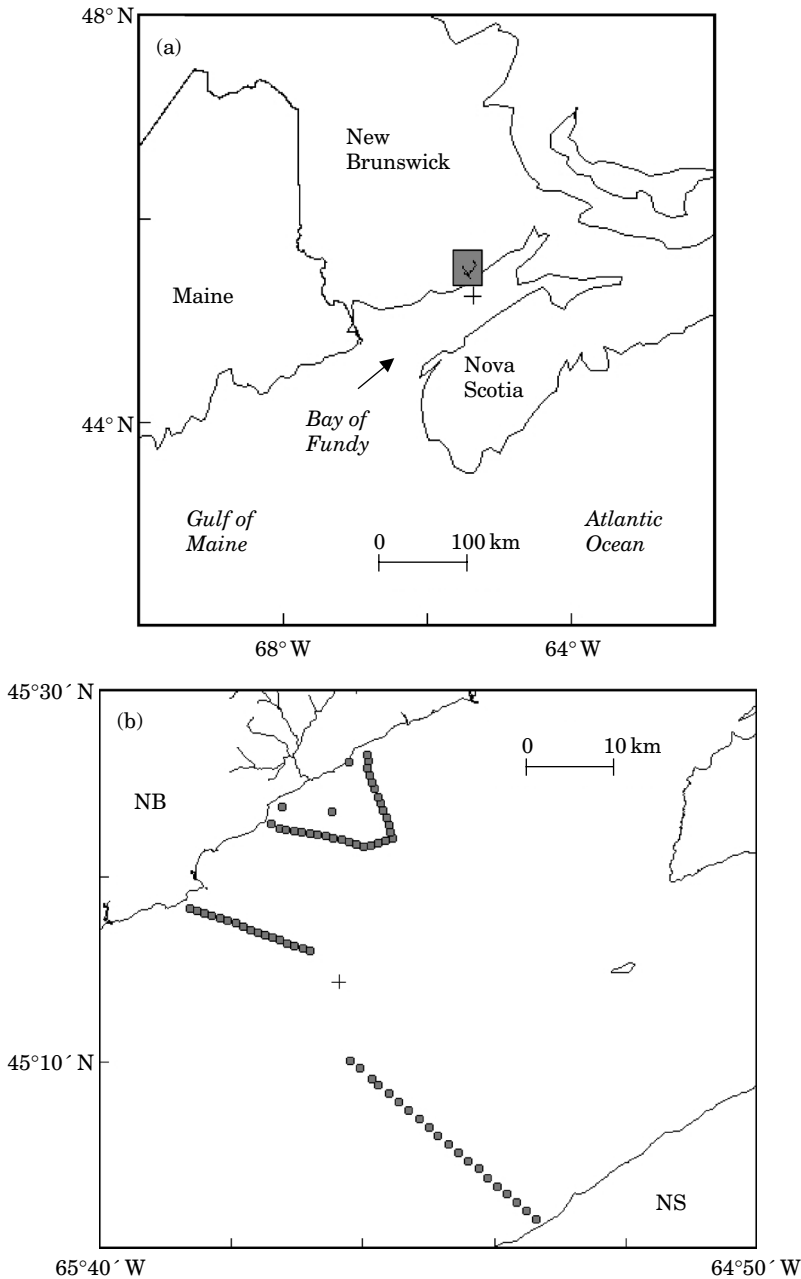 48° N
(a)
New
Brunswick
Maine
Nova
Scotia
44° N
Bay of
Fundy
Gulf of
Maine
Atlantic
Ocean
0 100 km
68° W 64° W
45°30´ N
(b)
0 10 km
NB
45°10´ N
NS
65°40´ W 64°50´ W